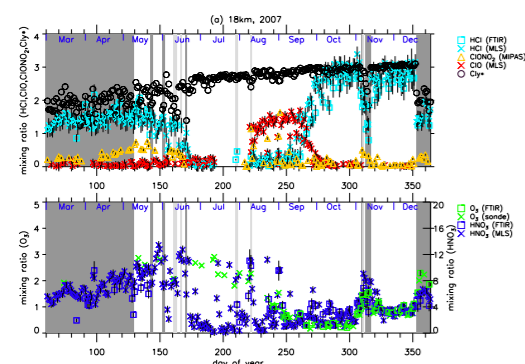 (a) 18km, 2007
mixing ratio (HCl,ClO,ClONO₂,Cly*)
4
3
2
1
0
Mar Apr May Jun Jul Aug Sep Oct Nov Dec
100 150 200 250 300 350
HCl (FTIR)
HCl (MLS)
ClONO₂ (MIPAS)
ClO (MLS)
Cly*
mixing ratio (O₃)
5
4
3
2
1
0
Mar Apr May Jun Jul Aug Sep Oct Nov Dec
20
16
12
8
4
0
mixing ratio (HNO₃)
100 150 200 250 300 350
day of year
O₃ (FTIR)
O₃ (sonde)
HNO₃ (FTIR)
HNO₃ (MLS)